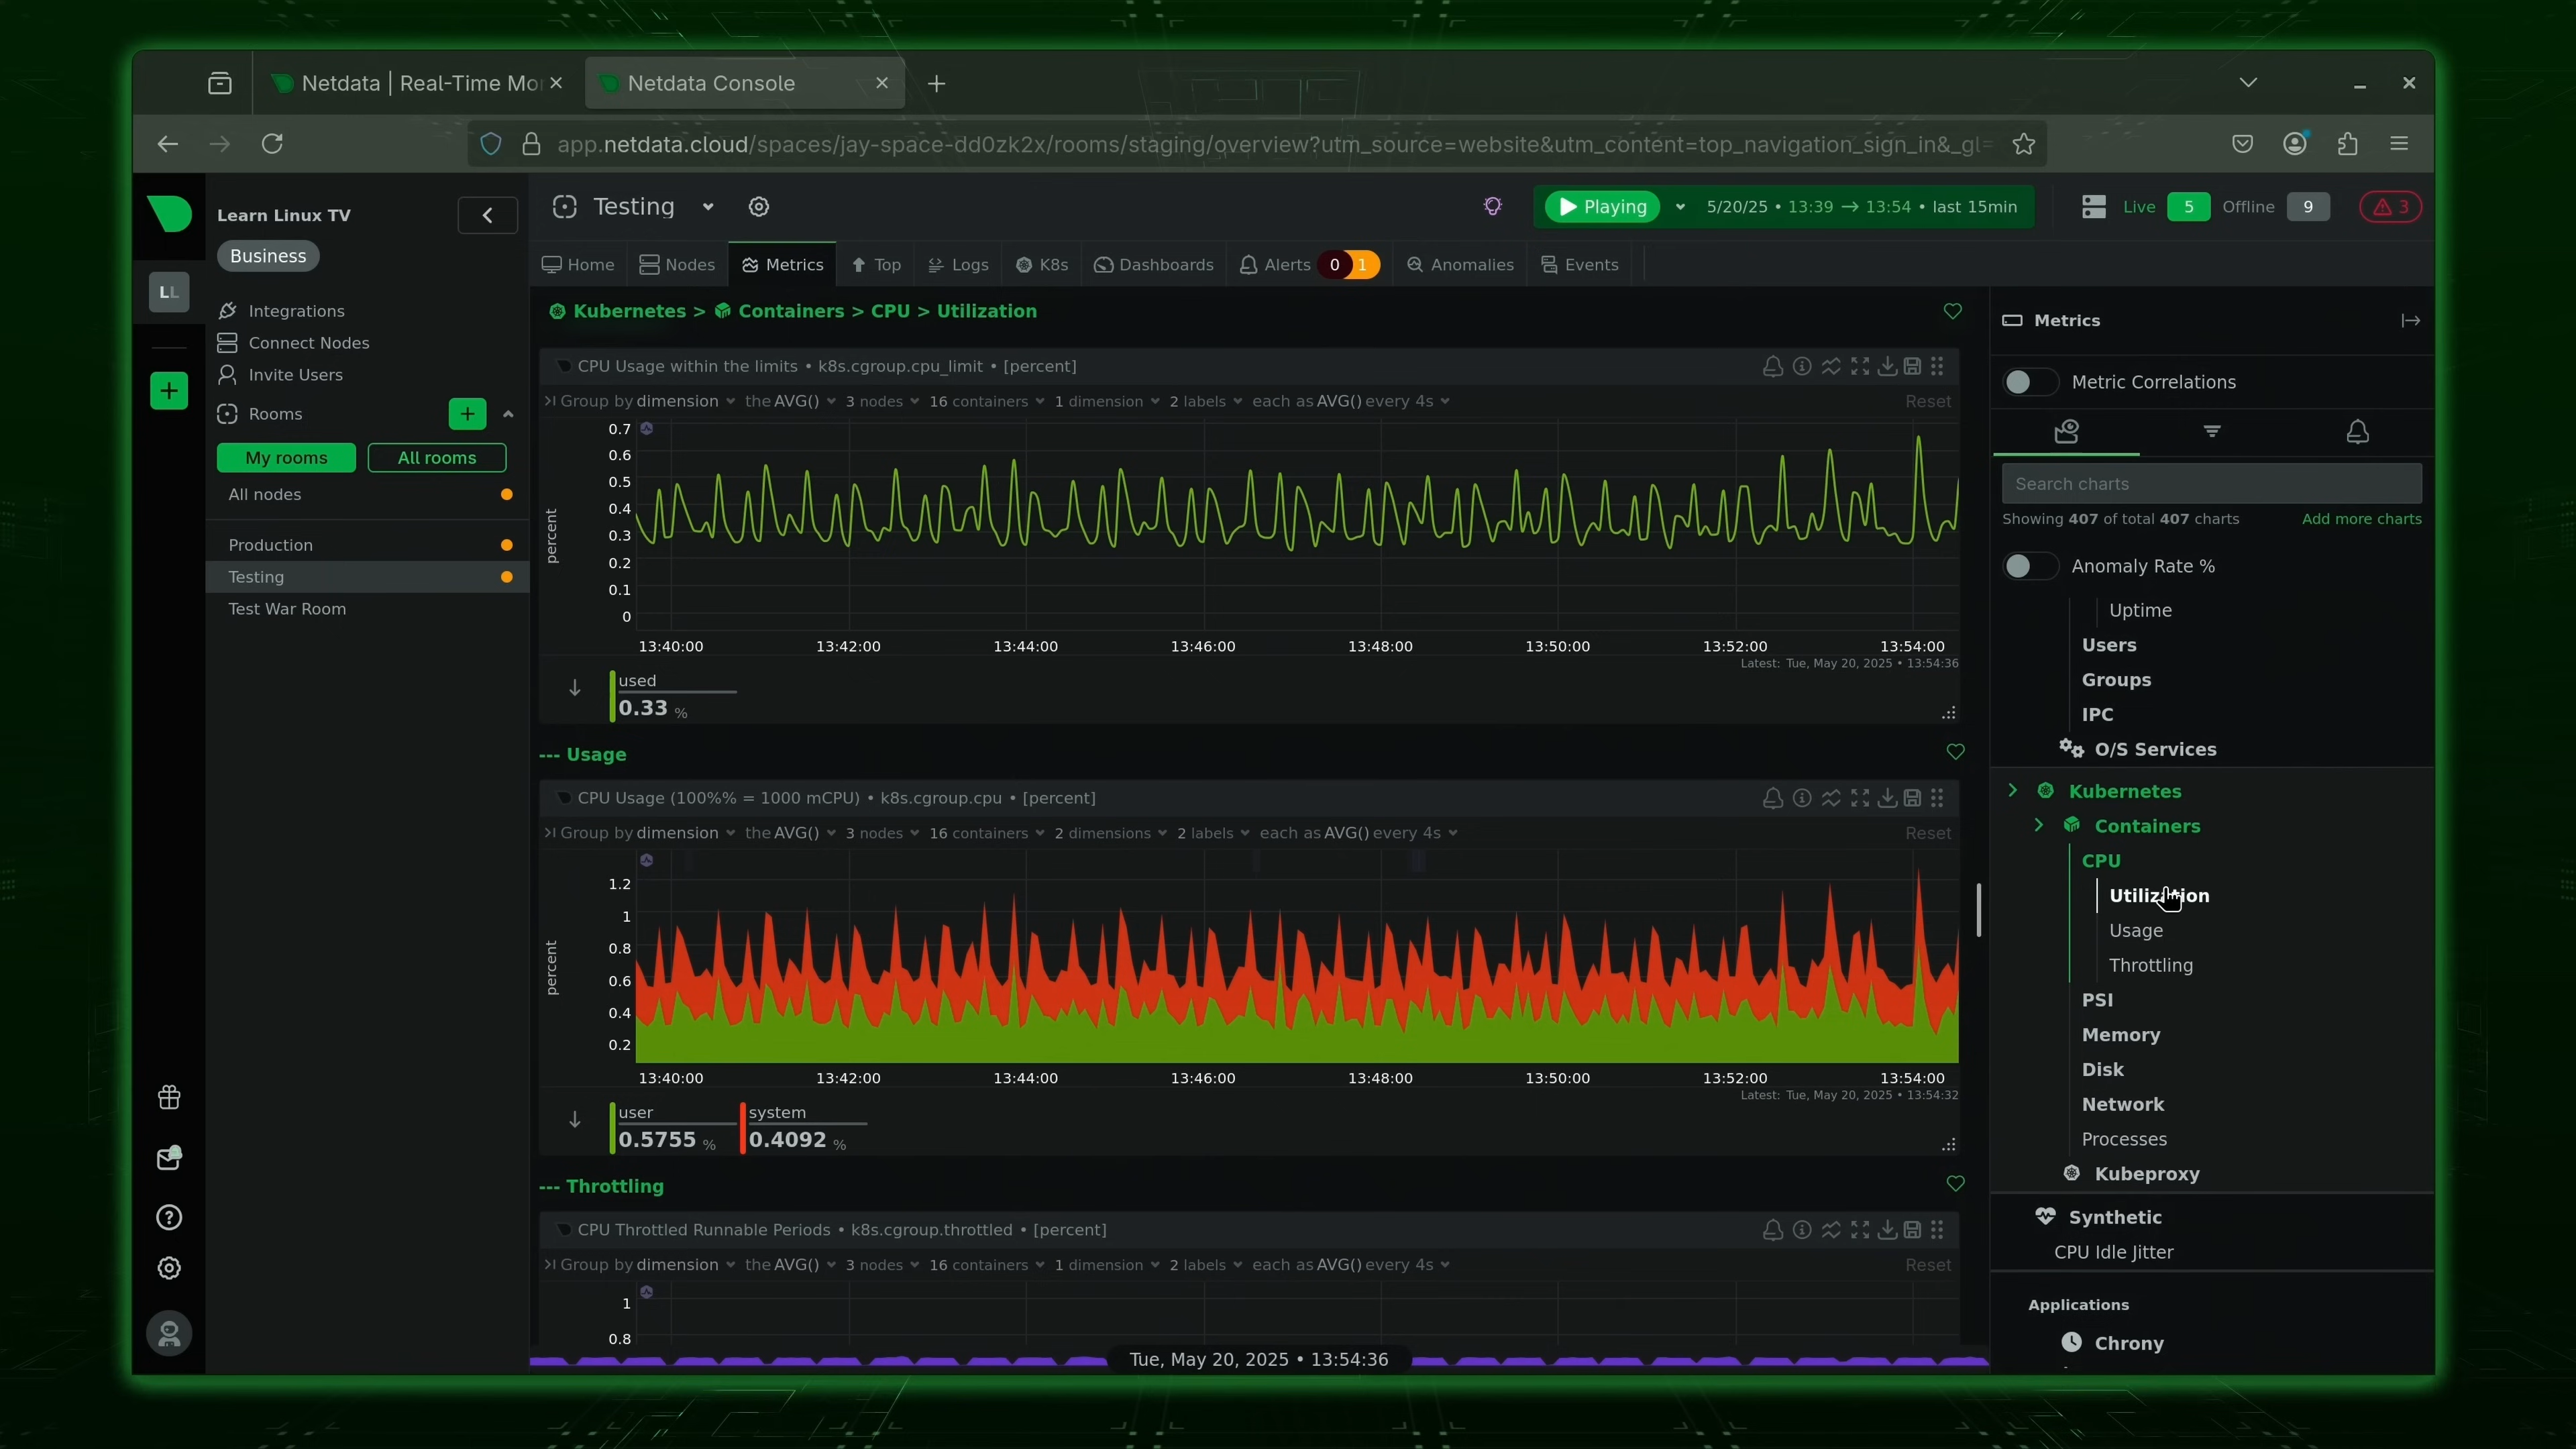 Netdata | Real-Time Mo
Netdata Console
app.netdata.cloud/spaces/jay-space-dd0zk2x/rooms/staging/overview?utm_source=website&utm_content=top_navigation_sign_in&_gl=
Learn Linux TV
Business
LL
Integrations
Connect Nodes
Invite Users
Rooms
My rooms
All rooms
All nodes
Production
Testing
Test War Room
Testing
Playing
5/20/25 • 13:39 → 13:54 • last 15min
Live 5 Offline 9
3
Home
Nodes
Metrics
Top
Logs
K8s
Dashboards
Alerts 0 1
Anomalies
Events
Kubernetes > Containers > CPU > Utilization
CPU Usage within the limits • k8s.cgroup.cpu_limit • [percent]
Group by dimension the AVG() 3 nodes 16 containers 1 dimension 2 labels each as AVG() every 4s Reset
percent
0.7
0.6
0.5
0.4
0.3
0.2
0.1
0
13:40:00 13:42:00 13:44:00 13:46:00 13:48:00 13:50:00 13:52:00 13:54:00
Latest: Tue, May 20, 2025 • 13:54:36
used
0.33 %
--- Usage
CPU Usage (100%% = 1000 mCPU) • k8s.cgroup.cpu • [percent]
Group by dimension the AVG() 3 nodes 16 containers 2 dimensions 2 labels each as AVG() every 4s Reset
percent
1.2
1
0.8
0.6
0.4
0.2
13:40:00 13:42:00 13:44:00 13:46:00 13:48:00 13:50:00 13:52:00 13:54:00
Latest: Tue, May 20, 2025 • 13:54:32
user
0.5755 %
system
0.4092 %
--- Throttling
CPU Throttled Runnable Periods • k8s.cgroup.throttled • [percent]
Group by dimension the AVG() 3 nodes 16 containers 1 dimension 2 labels each as AVG() every 4s Reset
1
0.8
Tue, May 20, 2025 • 13:54:36
Metrics
Metric Correlations
Search charts
Showing 407 of total 407 charts
Add more charts
Anomaly Rate %
Uptime
Users
Groups
IPC
O/S Services
Kubernetes
Containers
CPU
Utilization
Usage
Throttling
PSI
Memory
Disk
Network
Processes
Kubeproxy
Synthetic
CPU Idle Jitter
Applications
Chrony